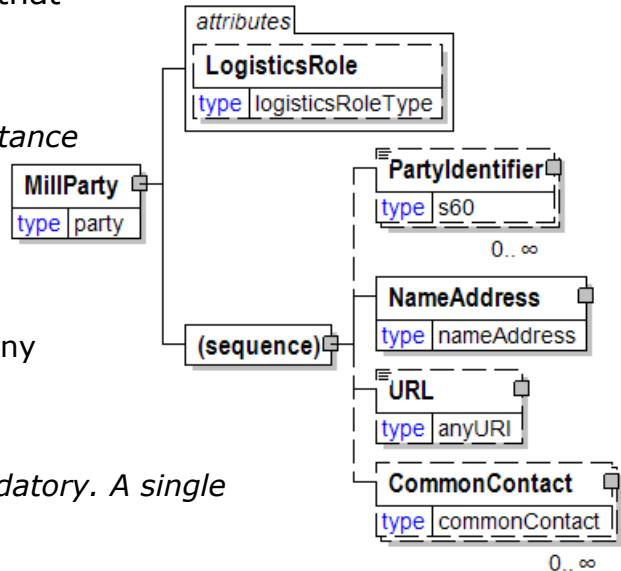 that
tance
ny
datory. A single
attributes
LogisticsRole
type logisticsRoleType
MillParty
type party
(sequence)
PartyIdentifier
type s60
0.. ∞
NameAddress
type nameAddress
URL
type anyURI
CommonContact
type commonContact
0.. ∞